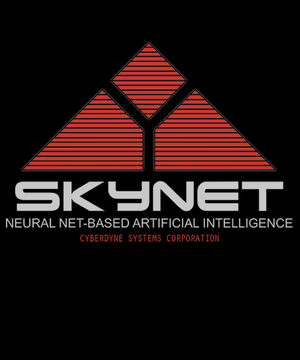 SKYNET
NEURAL NET-BASED ARTIFICIAL INTELLIGENCE
CYBERDYNE SYSTEMS CORPORATION